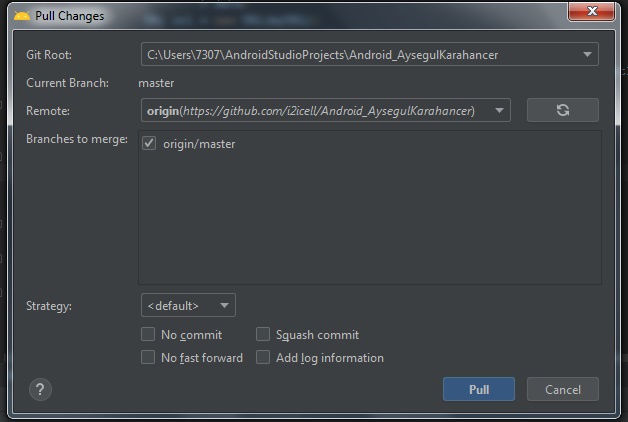 Pull Changes
Git Root: C:\Users\7307\AndroidStudioProjects\Android_AysegulKarahancer
Current Branch: master
Remote: origin(https://github.com/i2icell/Android_AysegulKarahancer)
Branches to merge: origin/master
Strategy: <default>
No commit Squash commit
No fast forward Add log information
? Pull Cancel